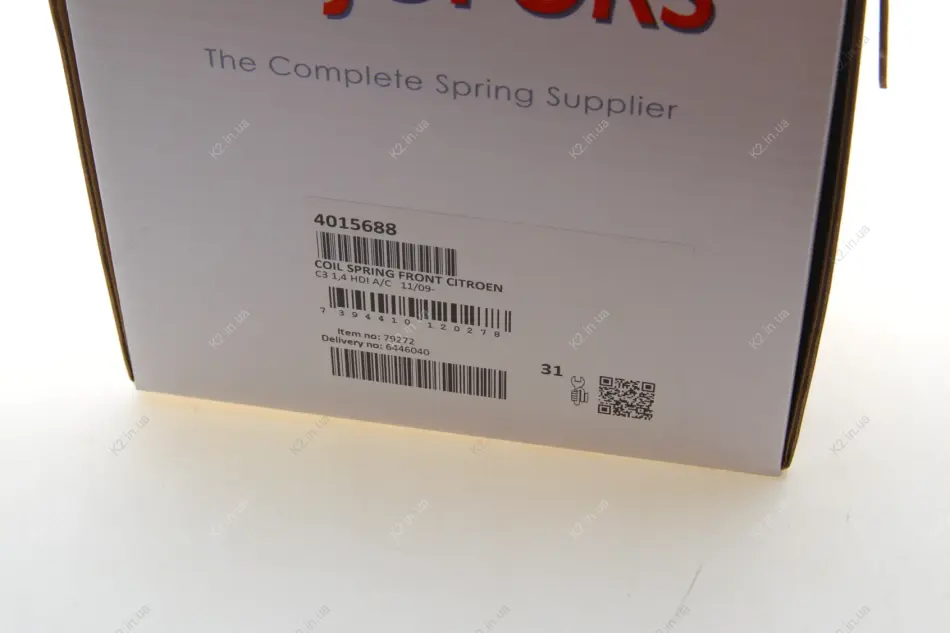 The Complete Spring Supplier
4015688
COIL SPRING FRONT CITROEN
C3 1,4 HDI A/C 11/09-
7 394410 120278
Item no: 79272
Delivery no: 6446040
31
K2.in.ua